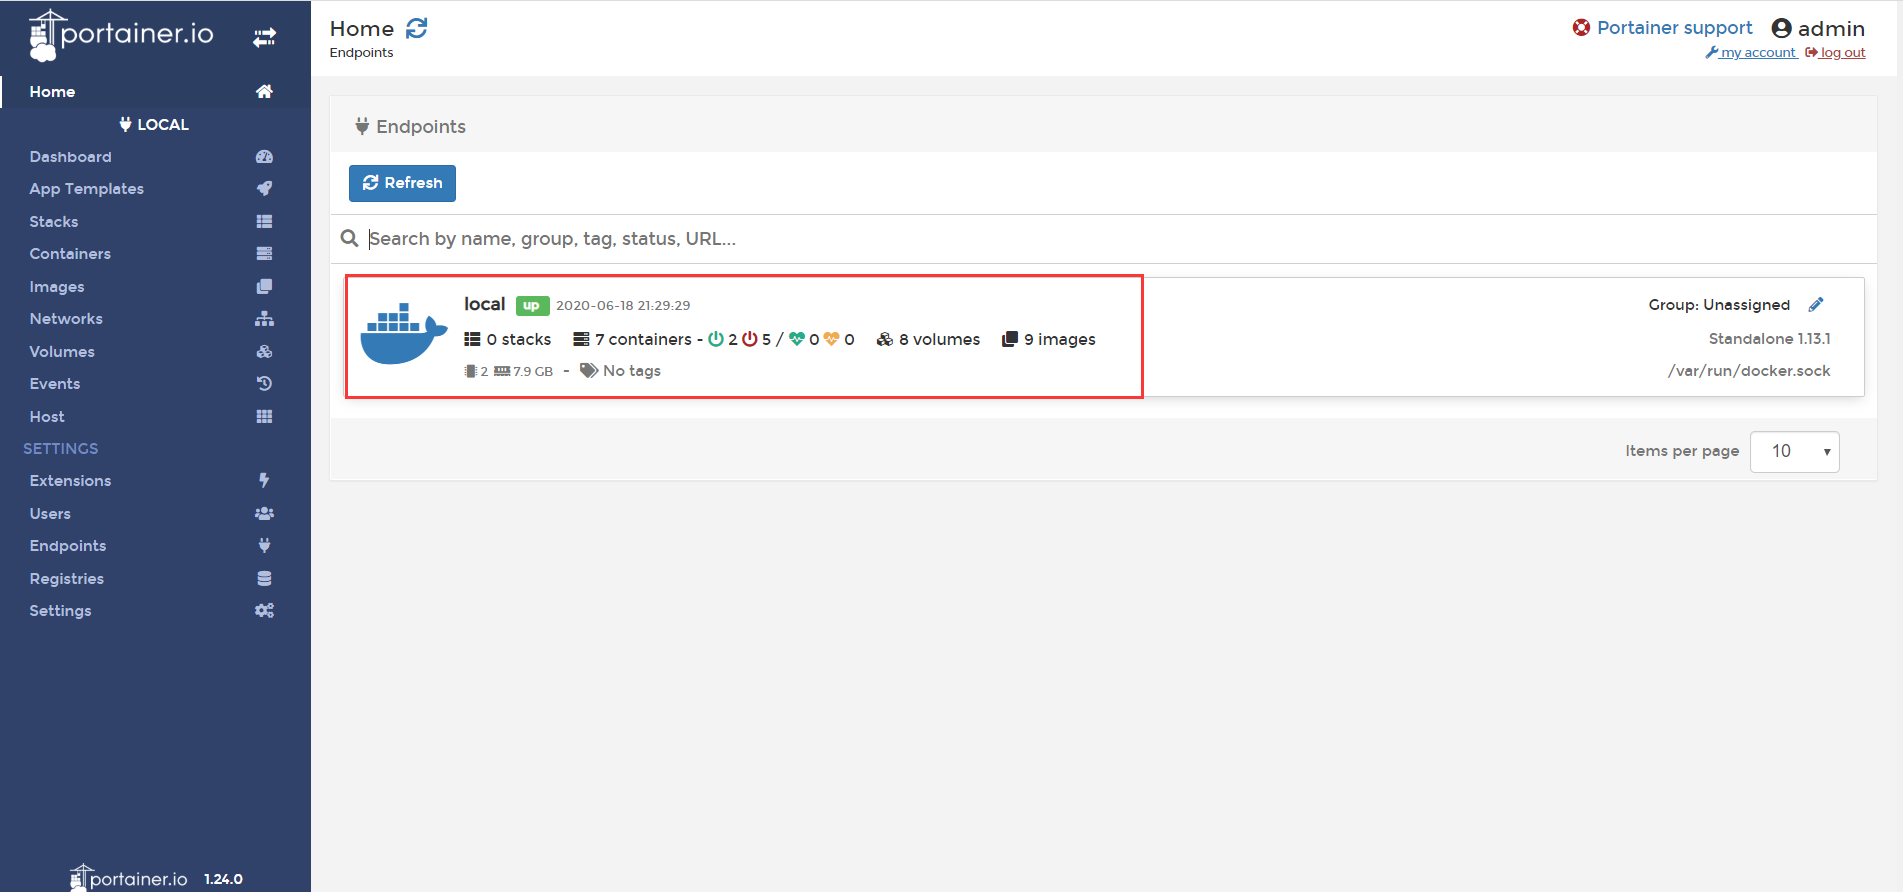 portainer.io
Home
LOCAL
Dashboard
App Templates
Stacks
Containers
Images
Networks
Volumes
Events
Host
SETTINGS
Extensions
Users
Endpoints
Registries
Settings
portainer.io 1.24.0
Home
Endpoints
Portainer support admin
my account log out
Endpoints
Refresh
Search by name, group, tag, status, URL...
local up 2020-06-18 21:29:29
0 stacks 7 containers - 2 5 / 0 0 8 volumes 9 images
2 7.9 GB - No tags
Group: Unassigned
Standalone 1.13.1
/var/run/docker.sock
Items per page 10